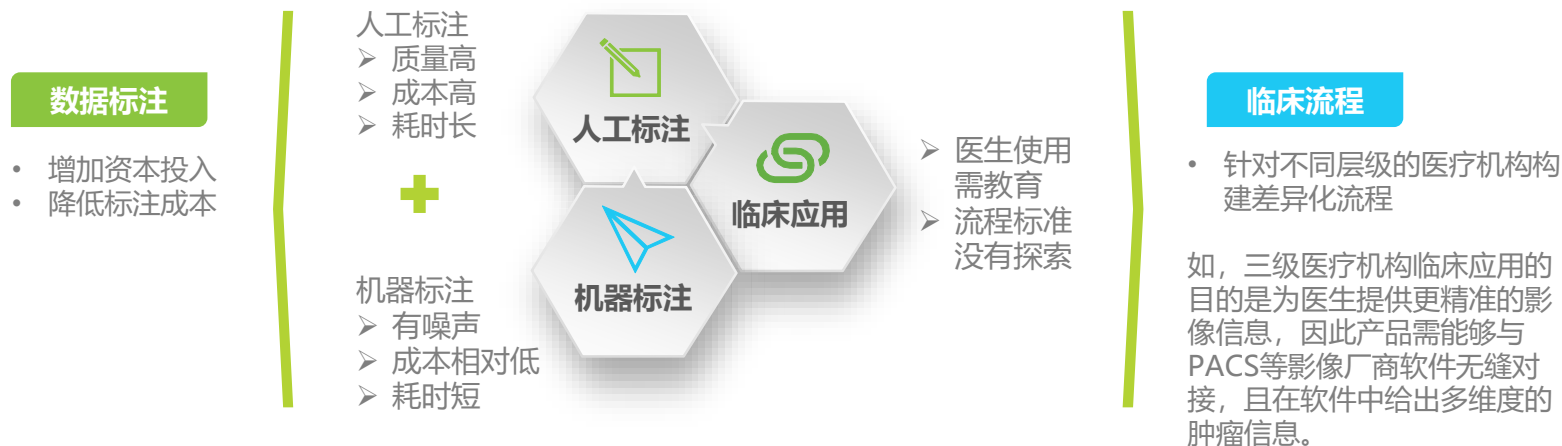 数据标注
• 增加资本投入
• 降低标注成本
人工标注
➢ 质量高
➢ 成本高
➢ 耗时长
机器标注
➢ 有噪声
➢ 成本相对低
➢ 耗时短
人工标注
临床应用
机器标注
➢ 医生使用
需教育
➢ 流程标准
没有探索
临床流程
• 针对不同层级的医疗机构构
建差异化流程
如，三级医疗机构临床应用的
目的是为医生提供更精准的影
像信息，因此产品需能够与
PACS等影像厂商软件无缝对
接，且在软件中给出多维度的
肿瘤信息。